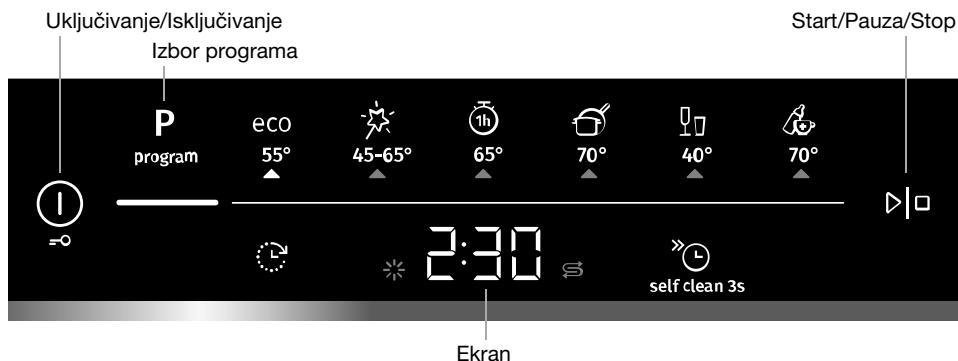 Uključivanje/Isključivanje
Start/Pauza/Stop
Izbor programa
P
program
eco
55°
45-65°
1h
65°
70°
40°
70°
2:30
self clean 3s
Ekran